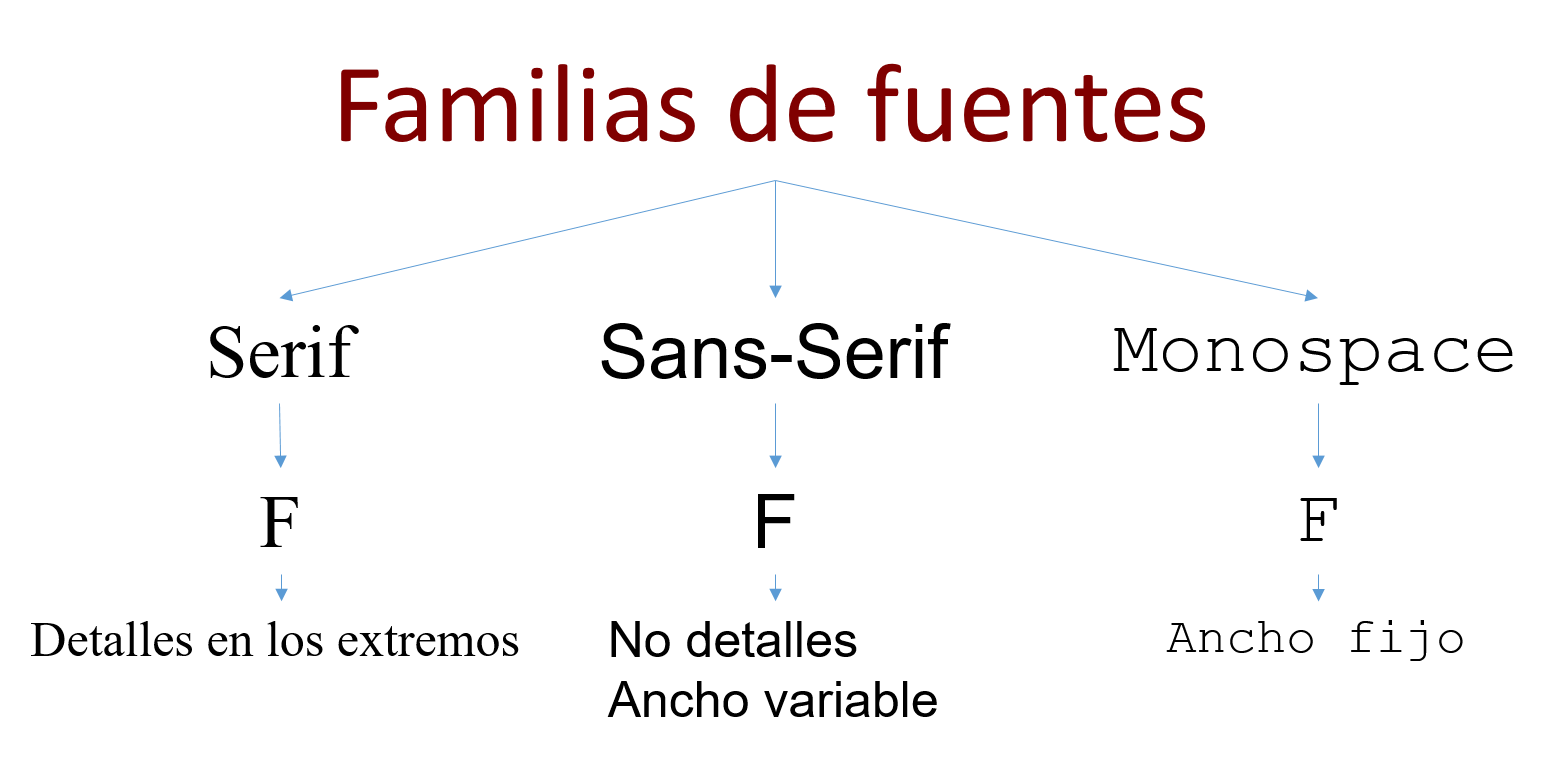 Familias de fuentes
Serif
Sans-Serif
Monospace
F
F
F
Detalles en los extremos
No detalles
Ancho variable
Ancho fijo